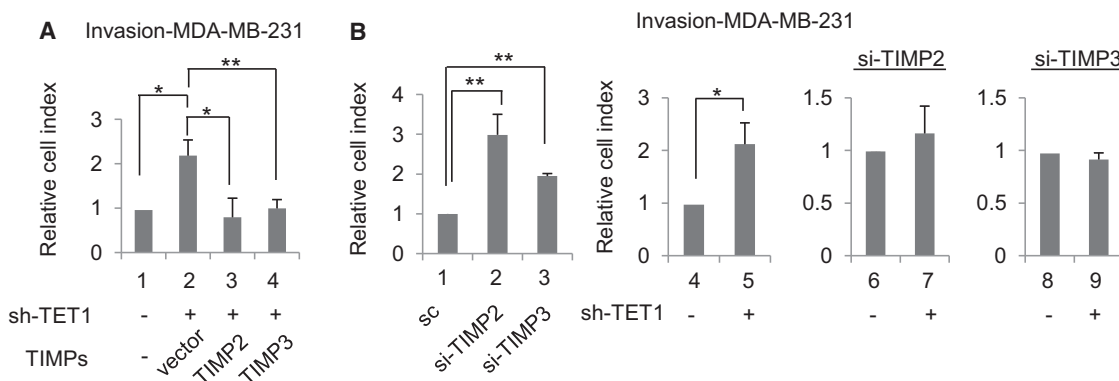 A Invasion-MDA-MB-231
Relative cell index
3
2
1
0
* ** *
1 2 3 4
sh-TET1 - + + +
TIMPs - vector TIMP2 TIMP3
B Invasion-MDA-MB-231
Relative cell index
4
3
2
1
0
** **
1 2 3
sc si-TIMP2 si-TIMP3
Relative cell index
3
2
1
0
*
4 5
sh-TET1 - +
si-TIMP2
1.5
1
0.5
0
6 7
- +
si-TIMP3
1.5
1
0.5
0
8 9
- +